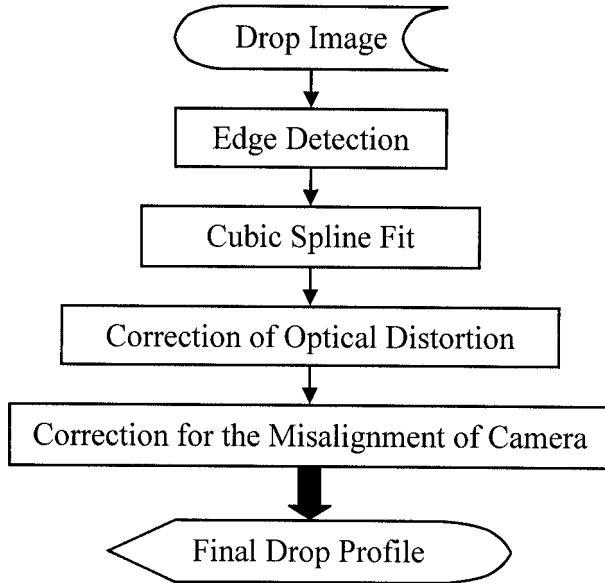 Drop Image
Edge Detection
Cubic Spline Fit
Correction of Optical Distortion
Correction for the Misalignment of Camera
Final Drop Profile